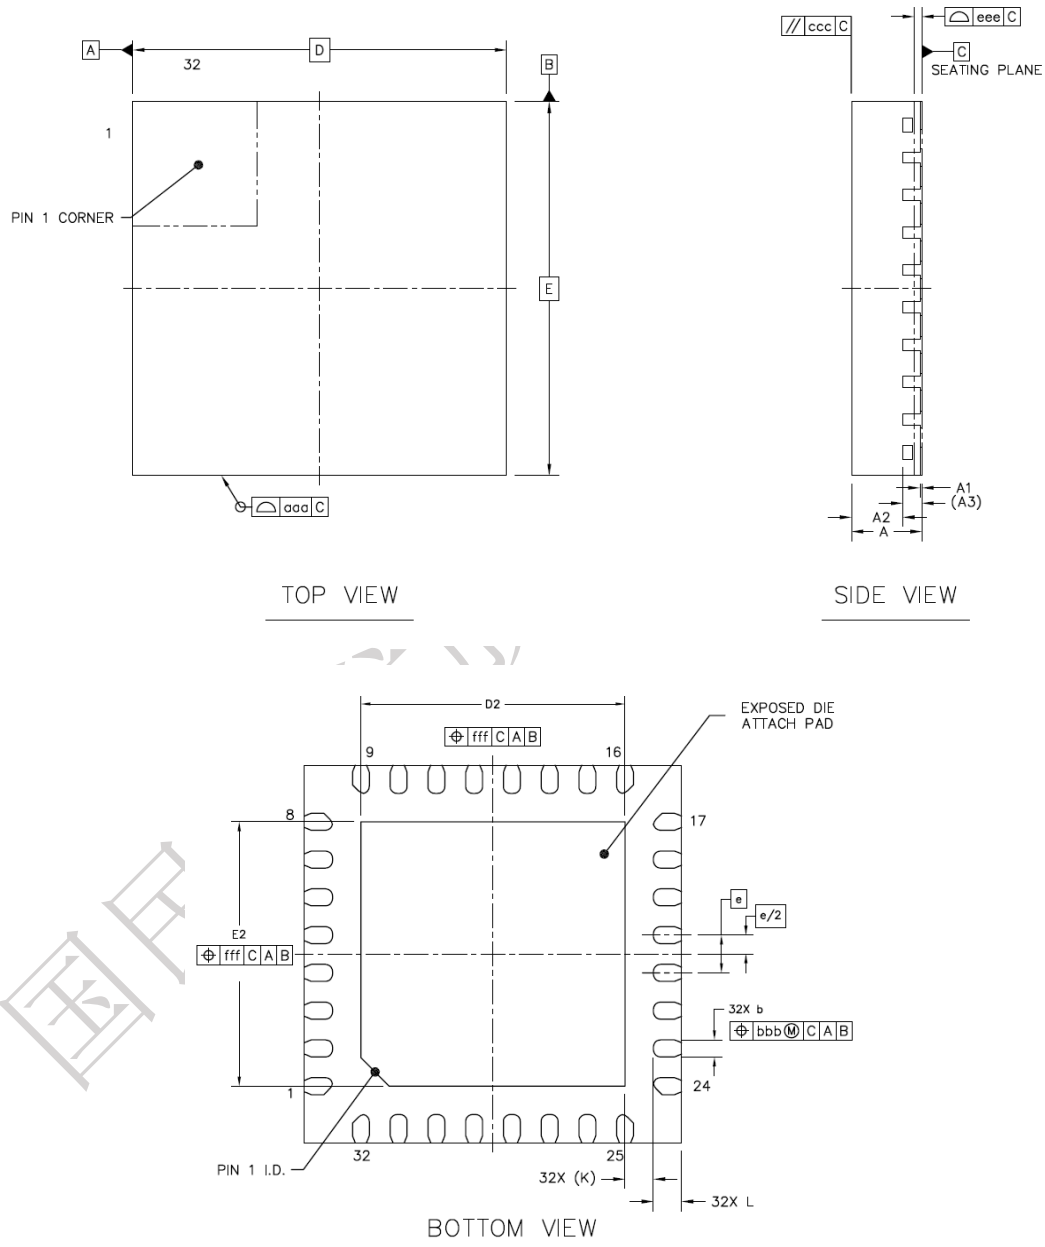 A
D
B
32
1
PIN 1 CORNER
E
aaa C
TOP VIEW
// ccc C
eee C
C
SEATING PLANE
A1
(A3)
A2
A
SIDE VIEW
D2
fff C A B
9
16
EXPOSED DIE
ATTACH PAD
8
17
e
e/2
E2
fff C A B
32X b
bbb Ⓜ C A B
1
24
PIN 1 I.D.
32
25
32X (K)
32X L
BOTTOM VIEW
国